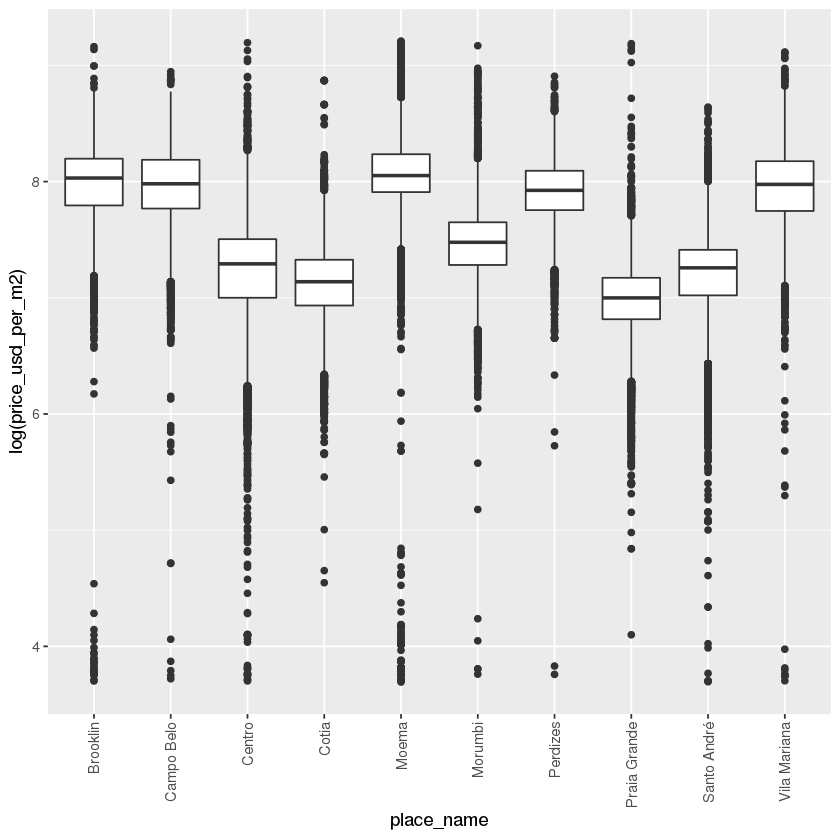 log(price_usd_per_m2)
8
6
4
Brooklin
Campo Belo
Centro
Cotia
Moema
Morumbi
Perdizes
Praia Grande
Santo André
Vila Mariana
place_name